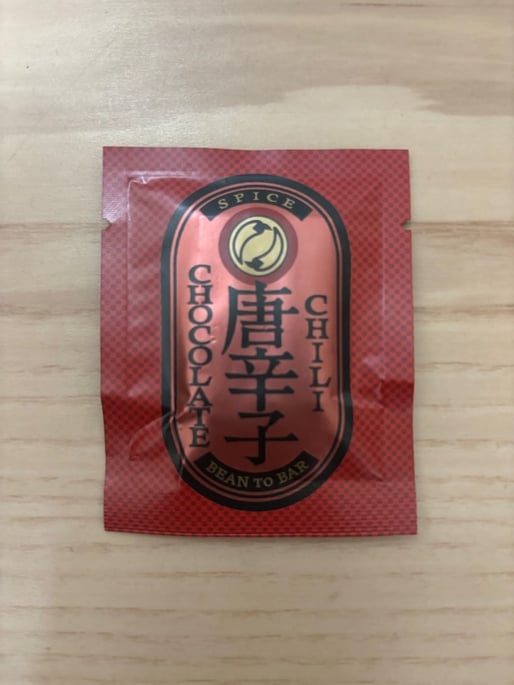 SPICE
CHILI
唐辛子
CHOCOLATE
BEAN TO BAR